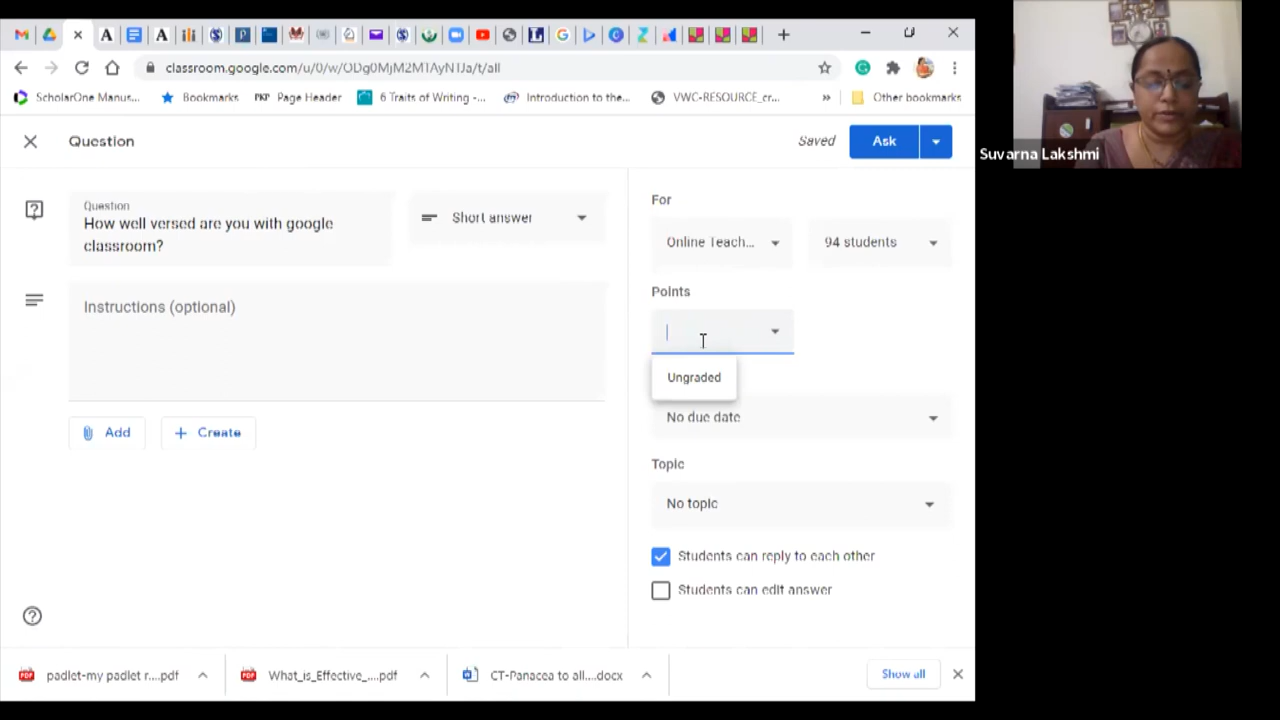 classroom.google.com/u/0/w/ODg0MjM2MTAyNTJa/t/all
ScholarOne Manus...
Bookmarks
PKP Page Header
6 Traits of Writing -...
Introduction to the...
VWC-RESOURCE_cr...
»
Other bookmarks
Question
Saved
Ask
Suvarna Lakshmi
Question
How well versed are you with google
classroom?
Short answer
Instructions (optional)
Add
+ Create
For
Online Teach...
94 students
Points
Ungraded
No due date
Topic
No topic
Students can reply to each other
Students can edit answer
padlet-my padlet r....pdf
What_is_Effective_....pdf
CT-Panacea to all....docx
Show all